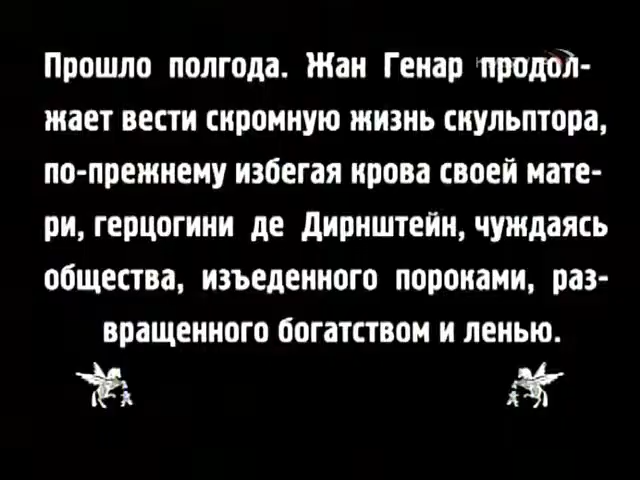 Прошло полгода. Жан Генар продол-
жает вести скромную жизнь скульптора,
по-прежнему избегая крова своей мате-
ри, герцогини де Дирнштейн, чуждаясь
общества, изъеденного пороками, раз-
вращенного богатством и ленью.